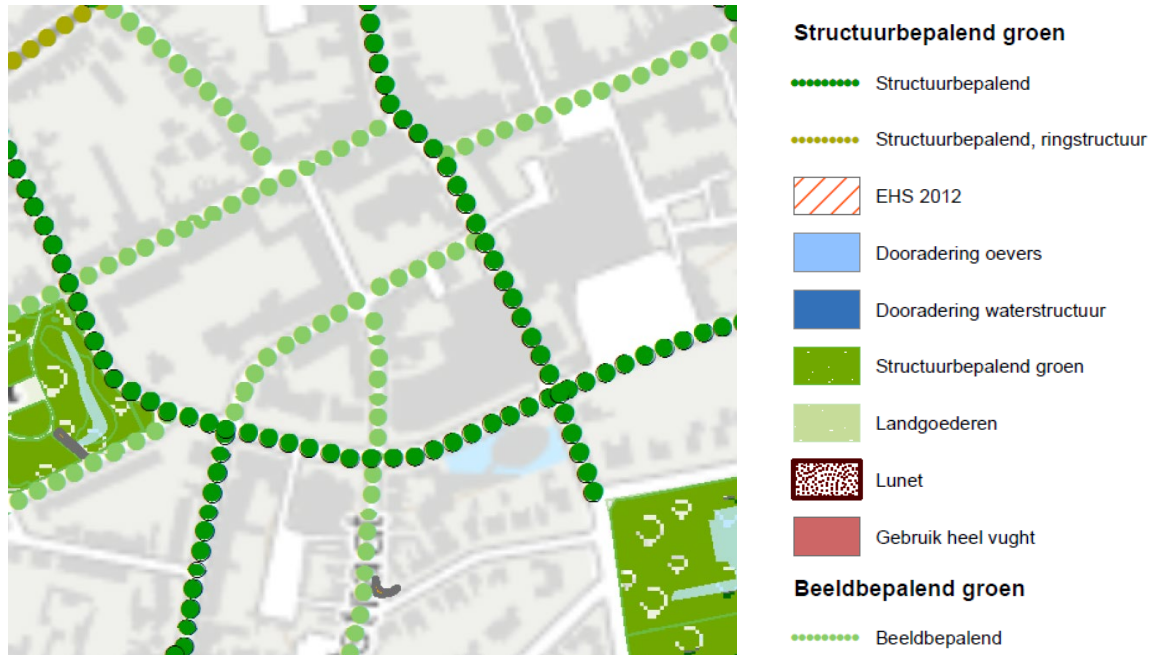 Structuurbepalend groen
Structuurbepalend
Structuurbepalend, ringstructuur
EHS 2012
Dooradering oevers
Dooradering waterstructuur
Structuurbepalend groen
Landgoederen
Lunet
Gebruik heel vught
Beeldbepalend groen
Beeldbepalend